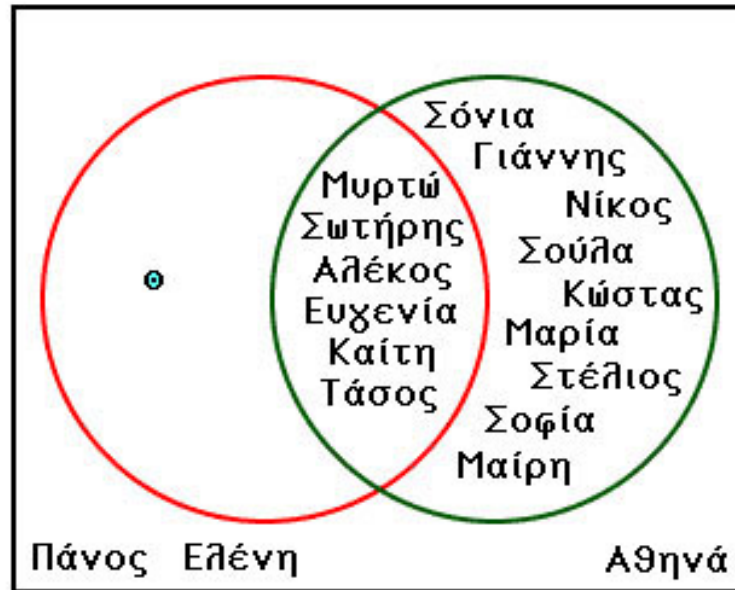 Σόνια
Γιάννης
Μυρτώ
Νίκος
Σωτήρης
Σούλα
Αλέκος
Κώστας
Ευγενία
Μαρία
Καίτη
Στέλιος
Τάσος
Σοφία
Μαίρη
Πάνος Ελένη Αθηνά